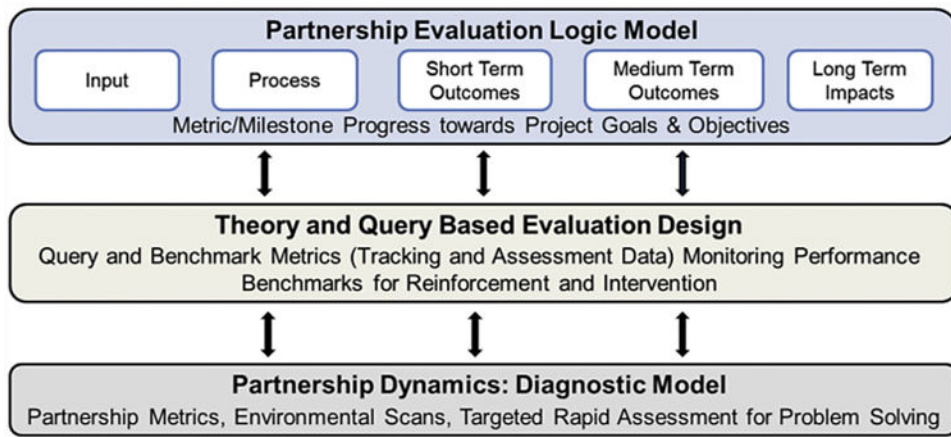 Partnership Evaluation Logic Model
Input
Process
Short Term
Outcomes
Medium Term
Outcomes
Long Term
Impacts
Metric/Milestone Progress towards Project Goals & Objectives
Theory and Query Based Evaluation Design
Query and Benchmark Metrics (Tracking and Assessment Data) Monitoring Performance
Benchmarks for Reinforcement and Intervention
Partnership Dynamics: Diagnostic Model
Partnership Metrics, Environmental Scans, Targeted Rapid Assessment for Problem Solving